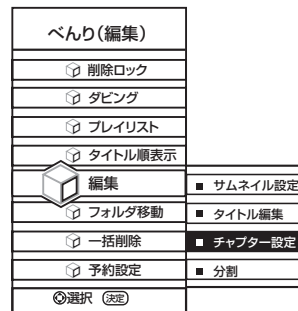 べんり（編集）
削除ロック
ダビング
プレイリスト
タイトル順表示
編集
サムネイル設定
フォルダ移動
タイトル編集
一括削除
チャプター設定
予約設定
分割
選択 決定